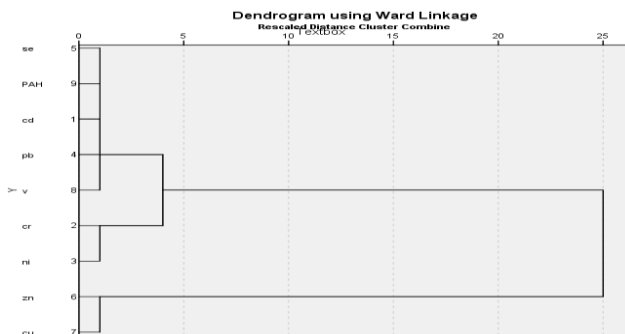 Dendrogram using Ward Linkage
Rescaled Distance Cluster Combine
Textbox
0 5 10 15 20 25
se 5
PAH 9
cd 1
pb 4
Y
v 8
cr 2
ni 3
zn 6
cu 7